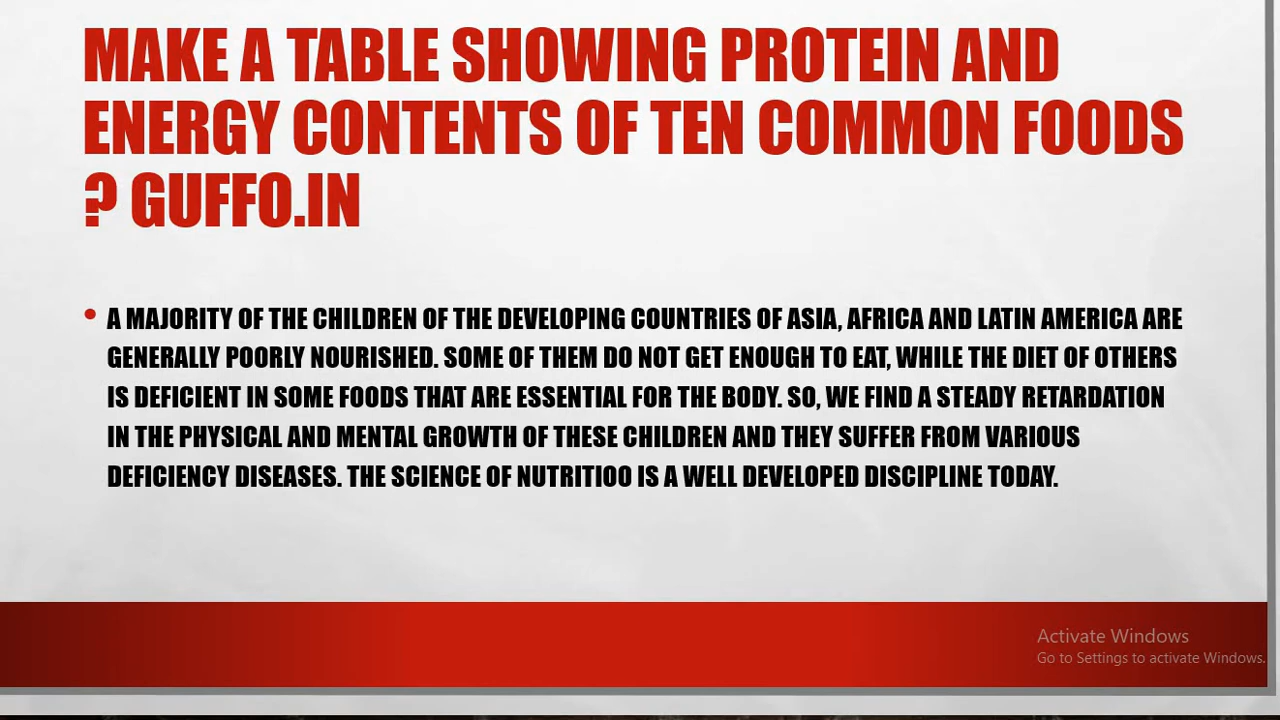 MAKE A TABLE SHOWING PROTEIN AND
ENERGY CONTENTS OF TEN COMMON FOODS
? GUFFO.IN
• A MAJORITY OF THE CHILDREN OF THE DEVELOPING COUNTRIES OF ASIA, AFRICA AND LATIN AMERICA ARE
GENERALLY POORLY NOURISHED. SOME OF THEM DO NOT GET ENOUGH TO EAT, WHILE THE DIET OF OTHERS
IS DEFICIENT IN SOME FOODS THAT ARE ESSENTIAL FOR THE BODY. SO, WE FIND A STEADY RETARDATION
IN THE PHYSICAL AND MENTAL GROWTH OF THESE CHILDREN AND THEY SUFFER FROM VARIOUS
DEFICIENCY DISEASES. THE SCIENCE OF NUTRITIOO IS A WELL DEVELOPED DISCIPLINE TODAY.
Activate Windows
Go to Settings to activate Windows.